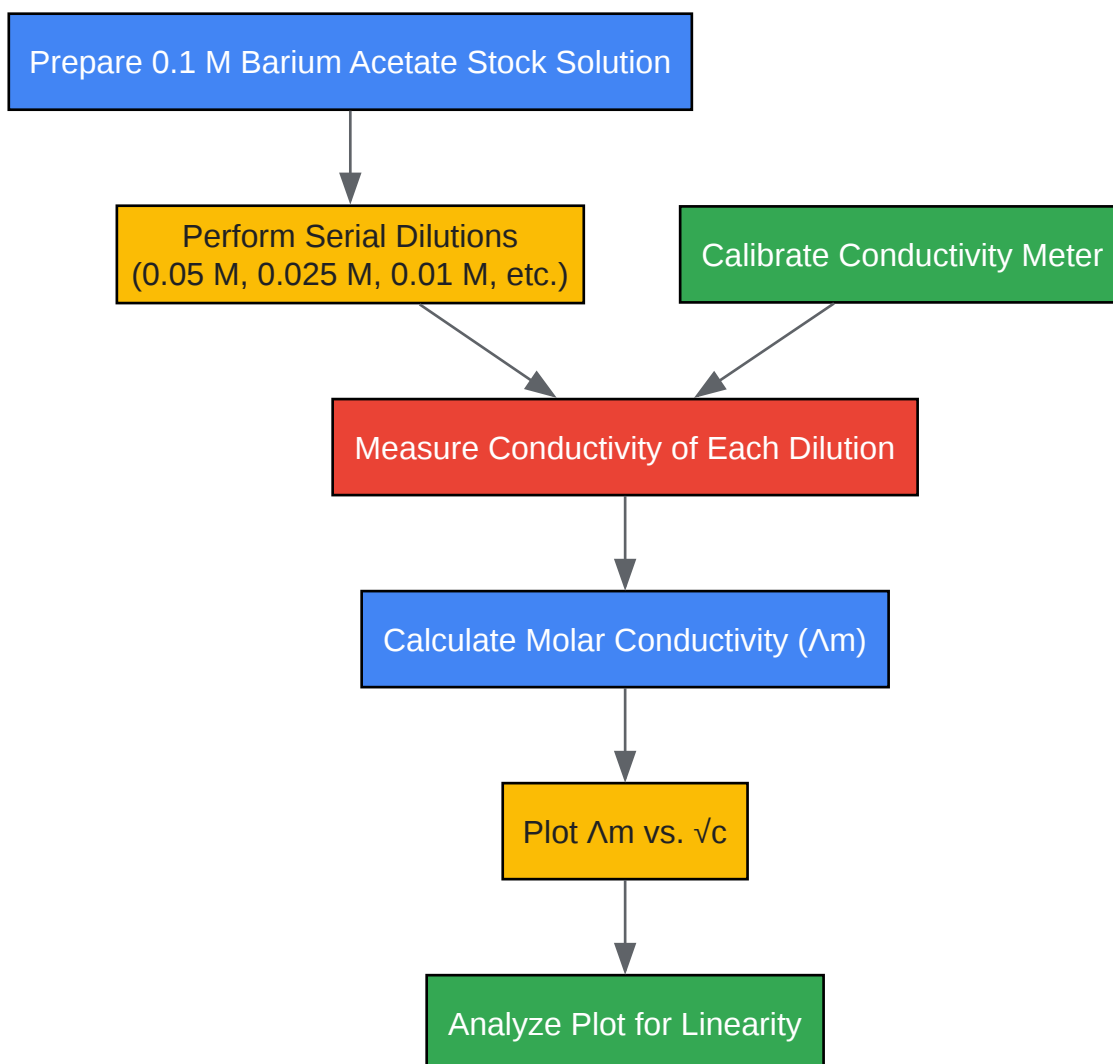 Prepare 0.1 M Barium Acetate Stock Solution
Perform Serial Dilutions
(0.05 M, 0.025 M, 0.01 M, etc.)
Calibrate Conductivity Meter
Measure Conductivity of Each Dilution
Calculate Molar Conductivity (Λm)
Plot Λm vs. √c
Analyze Plot for Linearity